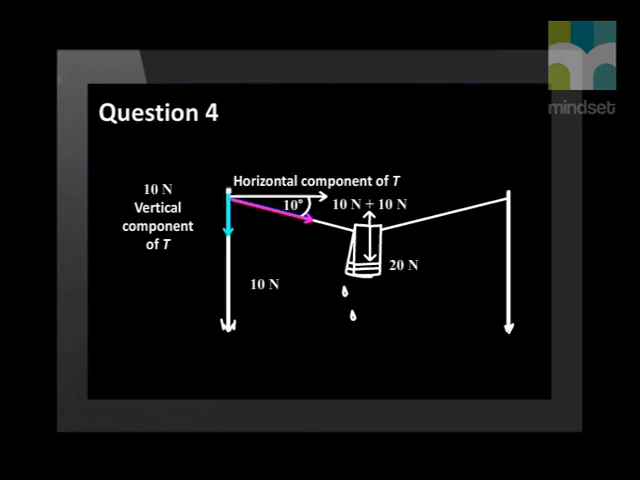 mindset
Question 4
Horizontal component of T
10 N
Vertical
component
of T
10°
10 N + 10 N
20 N
10 N